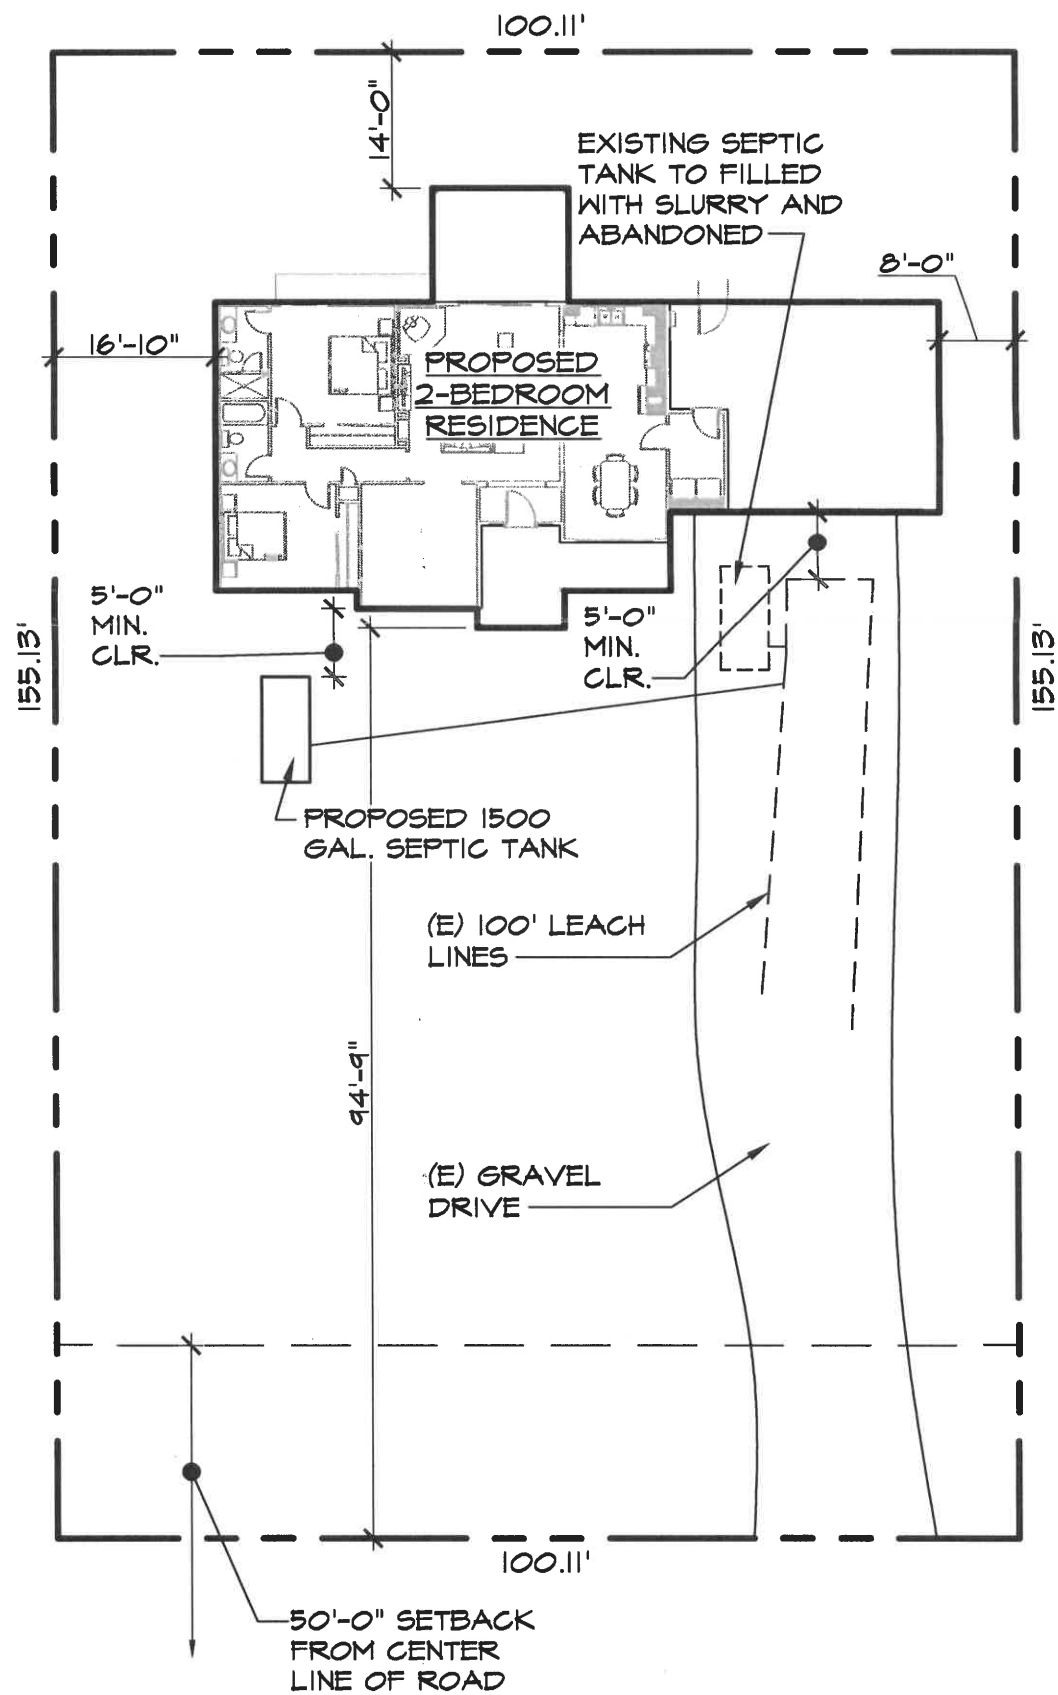 100.11'
14'-0"
EXISTING SEPTIC
TANK TO FILLED
WITH SLURRY AND
ABANDONED
8'-0"
16'-10"
PROPOSED
2-BEDROOM
RESIDENCE
5'-0"
MIN.
CLR.
5'-0"
MIN.
CLR.
155.13'
155.13'
PROPOSED 1500
GAL. SEPTIC TANK
(E) 100' LEACH
LINES
94'-9"
(E) GRAVEL
DRIVE
100.11'
50'-0" SETBACK
FROM CENTER
LINE OF ROAD